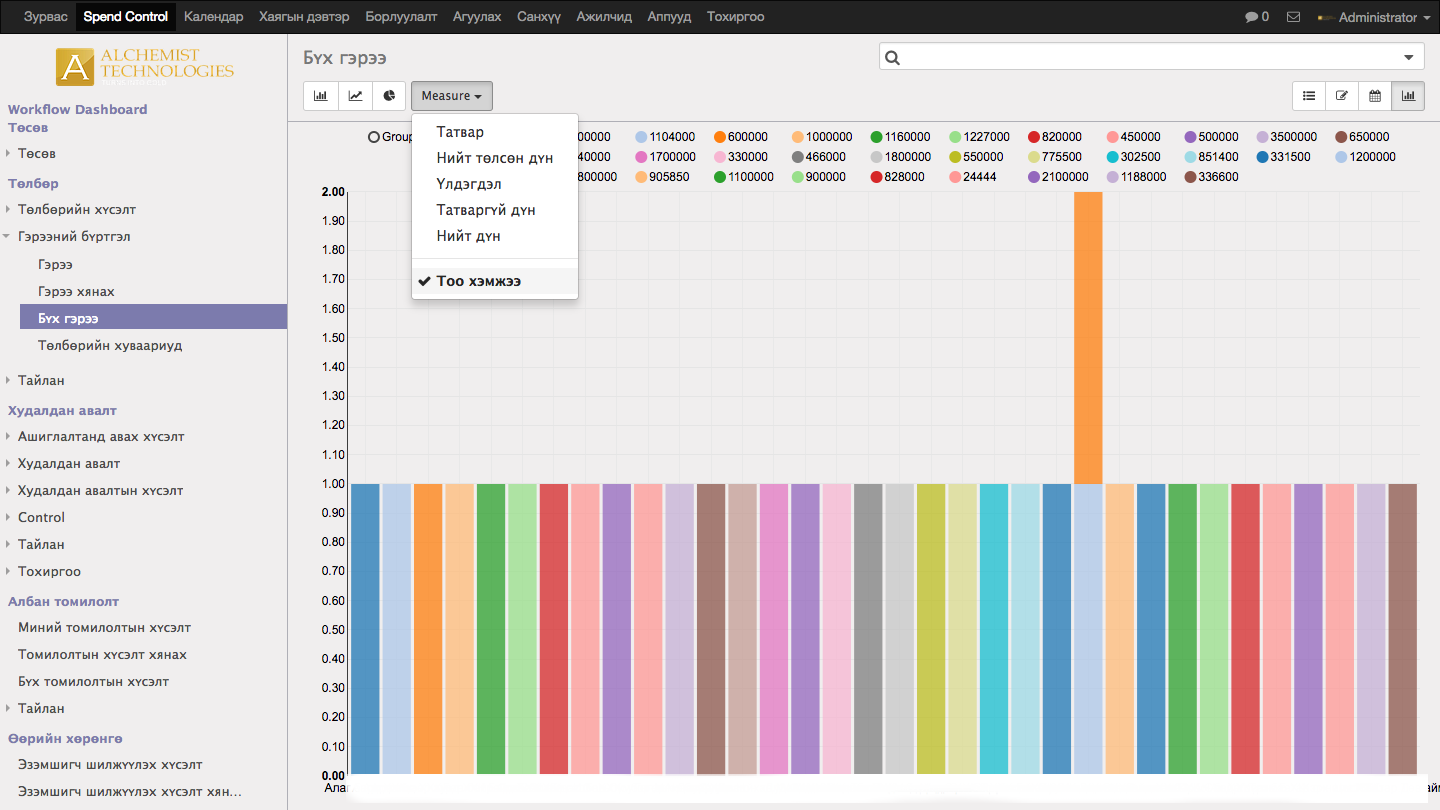 Зурвас Spend Control Календар Хаягын дэвтэр Борлуулалт Агуулах Санхүү Ажилчид Аппууд Тохиргоо 0 Administrator
A ALCHEMIST
TECHNOLOGIES
Workflow Dashboard
Төсөв
Төсөв
Төлбөр
Төлбөрийн хүсэлт
Гэрээний бүртгэл
Гэрээ
Гэрээ хянах
Бүх гэрээ
Төлбөрийн хуваариуд
Тайлан
Худалдан авалт
Ашиглалтанд авах хүсэлт
Худалдан авалт
Худалдан авалтын хүсэлт
Control
Тайлан
Тохиргоо
Албан томилолт
Миний томилолтын хүсэлт
Томилолтын хүсэлт хянах
Бүх томилолтын хүсэлт
Тайлан
Өөрийн хөрөнгө
Эзэмшигч шилжүүлэх хүсэлт
Эзэмшигч шилжүүлэх хүсэлт хян...
Бүх гэрээ
Measure
Татвар
Нийт төлсөн дүн
Үлдэгдэл
Татваргүй дүн
Нийт дүн
Тоо хэмжээ
Group 00000 1104000 600000 1000000 1160000 1227000 820000 450000 500000 3500000 650000
40000 1700000 330000 466000 1800000 550000 775500 302500 851400 331500 1200000
800000 905850 1100000 900000 828000 24444 2100000 1188000 336600
2.00
1.90
1.80
1.70
1.60
1.50
1.40
1.30
1.20
1.10
1.00
0.90
0.80
0.70
0.60
0.50
0.40
0.30
0.20
0.10
0.00